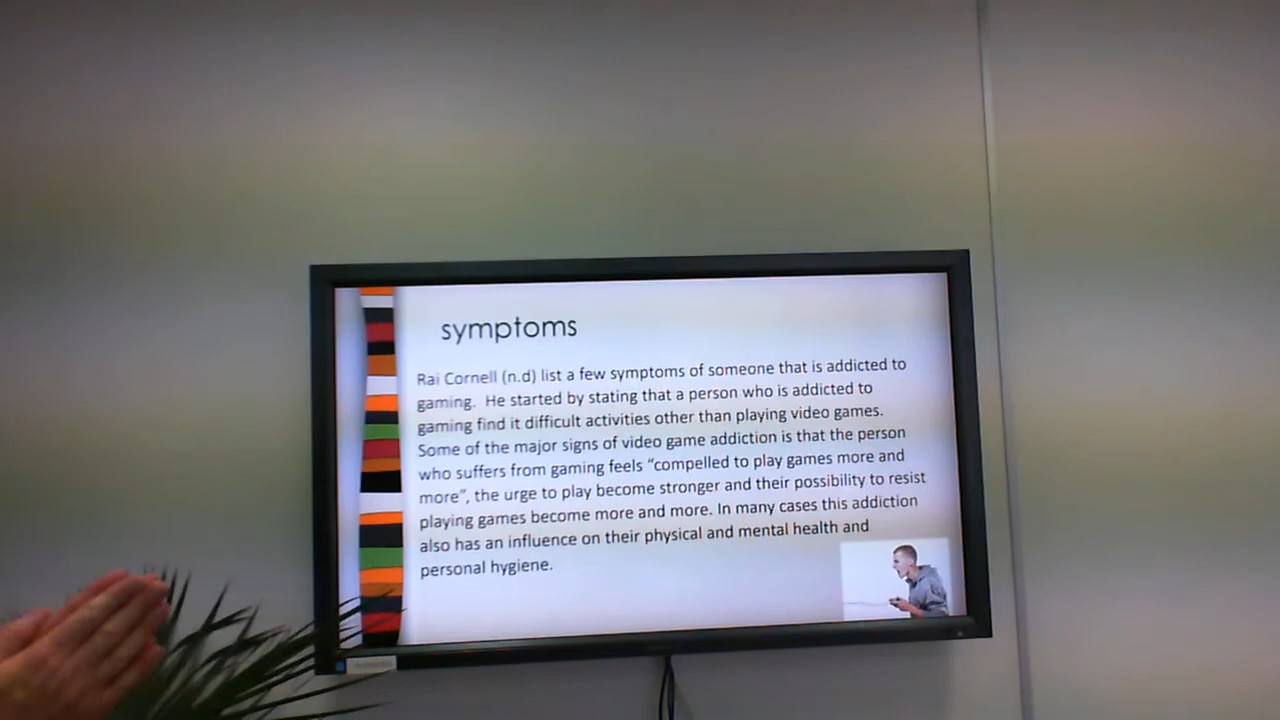 symptoms
Rai Cornell (n.d) list a few symptoms of someone that is addicted to
gaming. He started by stating that a person who is addicted to
gaming find it difficult activities other than playing video games.
Some of the major signs of video game addiction is that the person
who suffers from gaming feels “compelled to play games more and
more”, the urge to play become stronger and their possibility to resist
playing games become more and more. In many cases this addiction
also has an influence on their physical and mental health and
personal hygiene.